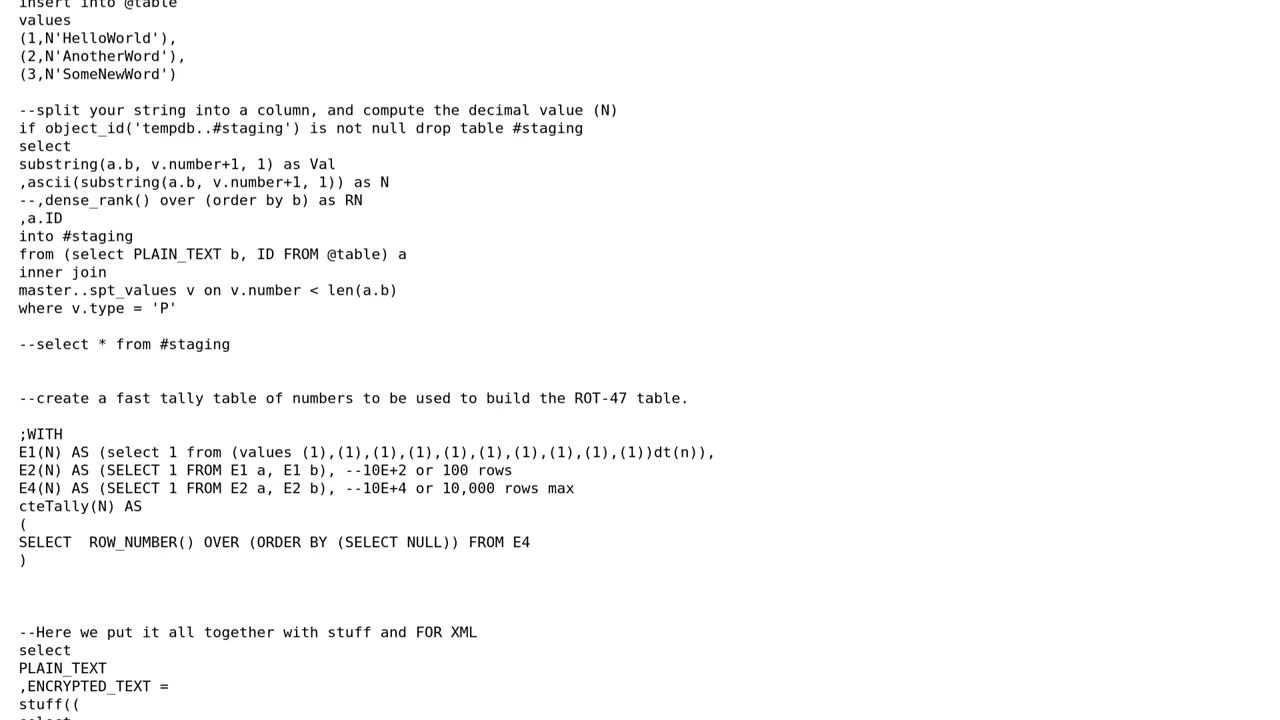 insert into @table
values
(1,N'HelloWorld'),
(2,N'AnotherWord'),
(3,N'SomeNewWord')
--split your string into a column, and compute the decimal value (N)
if object_id('tempdb..#staging') is not null drop table #staging
select
substring(a.b, v.number+1, 1) as Val
,ascii(substring(a.b, v.number+1, 1)) as N
--,dense_rank() over (order by b) as RN
,a.ID
into #staging
from (select PLAIN_TEXT b, ID FROM @table) a
inner join
master..spt_values v on v.number < len(a.b)
where v.type = 'P'
--select * from #staging
--create a fast tally table of numbers to be used to build the ROT-47 table.
;WITH
E1(N) AS (select 1 from (values (1),(1),(1),(1),(1),(1),(1),(1),(1),(1))dt(n)),
E2(N) AS (SELECT 1 FROM E1 a, E1 b), --10E+2 or 100 rows
E4(N) AS (SELECT 1 FROM E2 a, E2 b), --10E+4 or 10,000 rows max
cteTally(N) AS
(
SELECT  ROW_NUMBER() OVER (ORDER BY (SELECT NULL)) FROM E4
)
--Here we put it all together with stuff and FOR XML
select
PLAIN_TEXT
,ENCRYPTED_TEXT =
stuff((
select